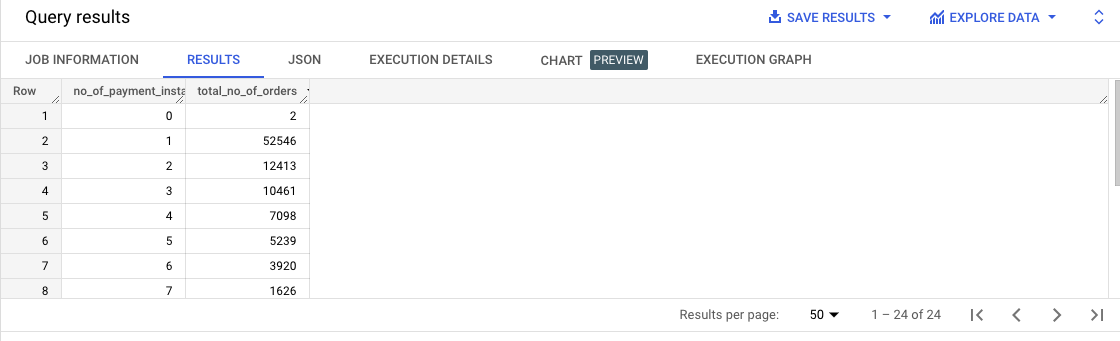 Query results SAVE RESULTS EXPLORE DATA
JOB INFORMATION RESULTS JSON EXECUTION DETAILS CHART PREVIEW EXECUTION GRAPH
Row no_of_payment_insta total_no_of_orders
1 0 2
2 1 52546
3 2 12413
4 3 10461
5 4 7098
6 5 5239
7 6 3920
8 7 1626
Results per page: 50 1 – 24 of 24